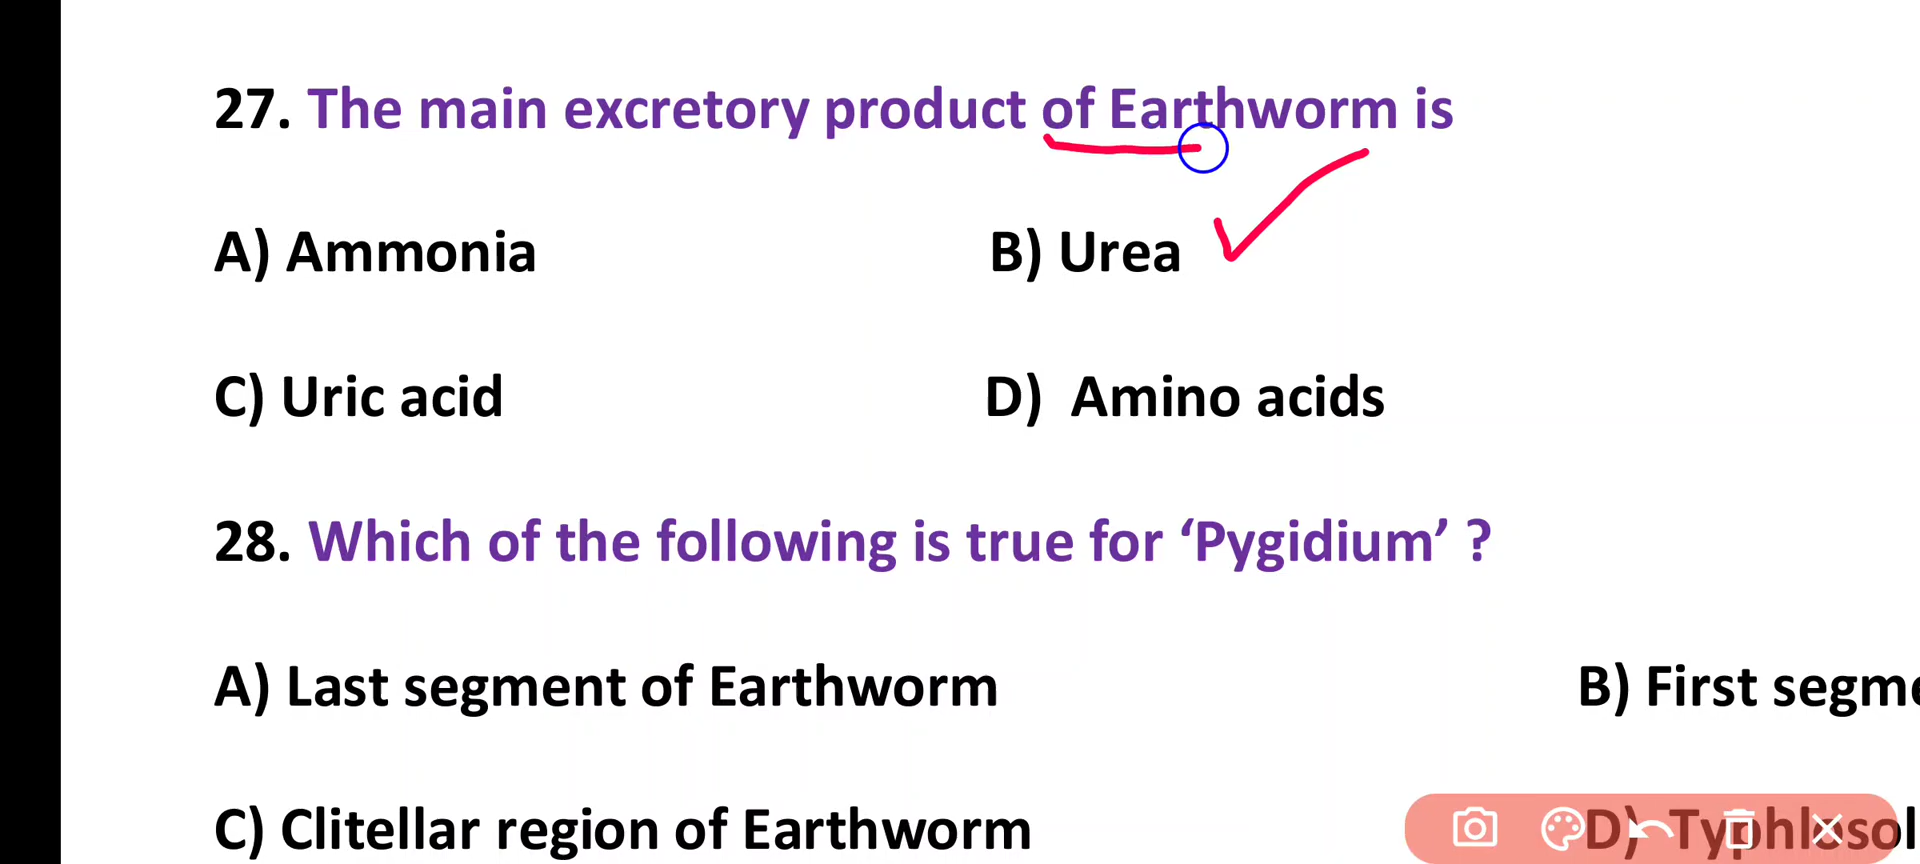 27. The main excretory product of Earthworm is
A) Ammonia B) Urea
C) Uric acid D) Amino acids
28. Which of the following is true for ‘Pygidium’ ?
A) Last segment of Earthworm B) First
C) Clitellar region of Earthworm D)